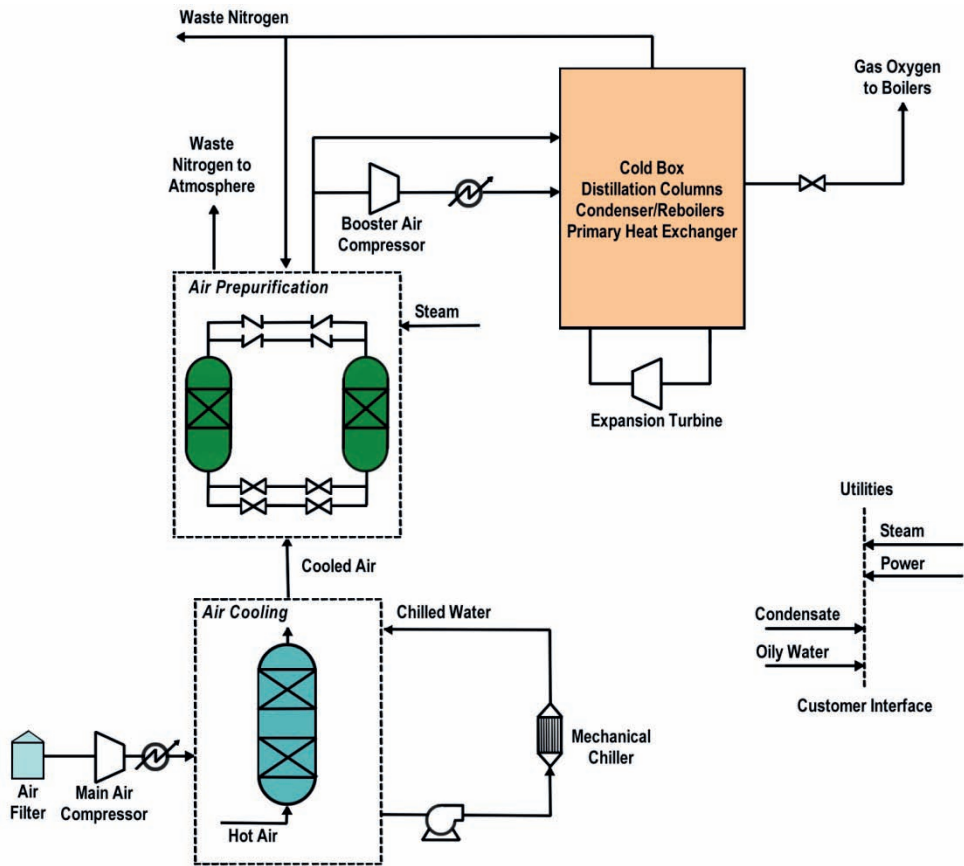 Waste Nitrogen
Gas Oxygen
to Boilers
Waste
Nitrogen to
Atmosphere
Cold Box
Distillation Columns
Condenser/Reboilers
Primary Heat Exchanger
Booster Air
Compressor
Air Prepurification
Steam
Expansion Turbine
Utilities
Steam
Power
Cooled Air
Air Cooling
Chilled Water
Condensate
Oily Water
Customer Interface
Mechanical
Chiller
Air
Filter
Main Air
Compressor
Hot Air